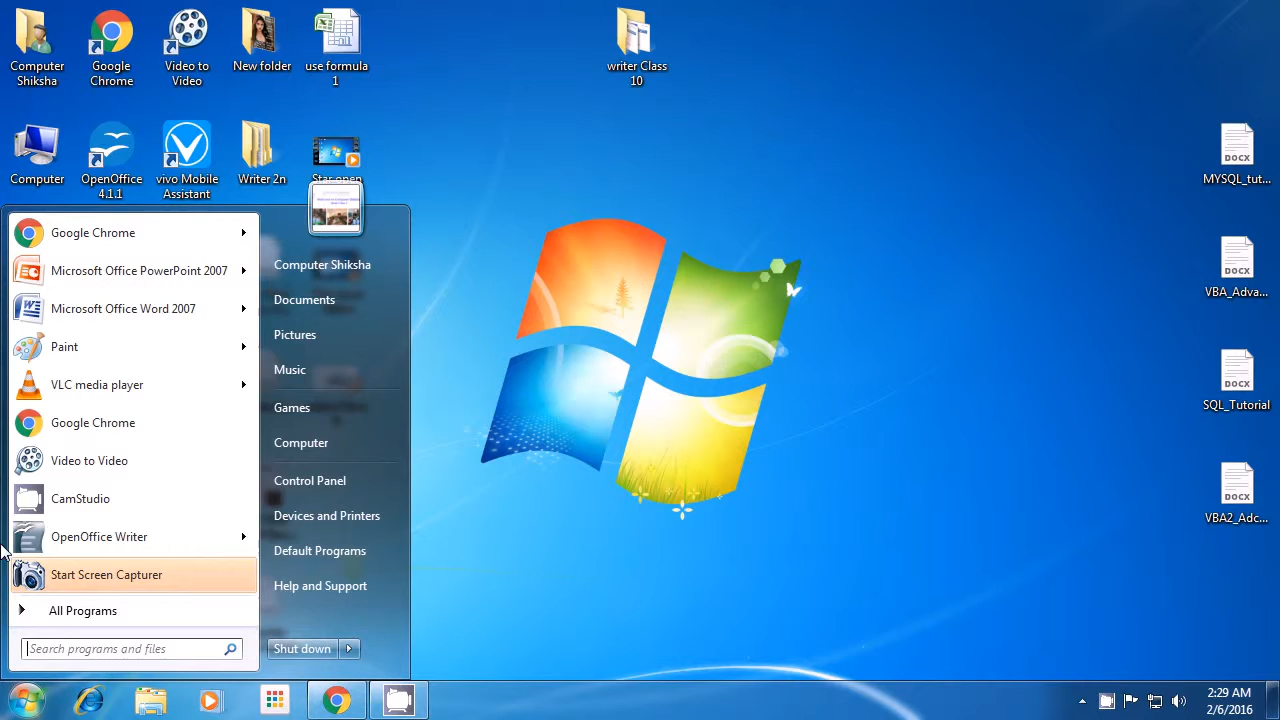 Computer
Shiksha
Google
Chrome
Video to
Video
New folder
use formula
1
writer Class
10
Computer
OpenOffice
4.1.1
vivo Mobile
Assistant
Writer 2n
DOCX
MYSQL_tut...
DOCX
VBA_Adva...
DOCX
SQL_Tutorial
DOCX
VBA2_Adc...
Google Chrome
Microsoft Office PowerPoint 2007
Microsoft Office Word 2007
Paint
VLC media player
Google Chrome
Video to Video
CamStudio
OpenOffice Writer
Start Screen Capturer
All Programs
Search programs and files
Computer Shiksha
Documents
Pictures
Music
Games
Computer
Control Panel
Devices and Printers
Default Programs
Help and Support
Shut down
2:29 AM
2/6/2016